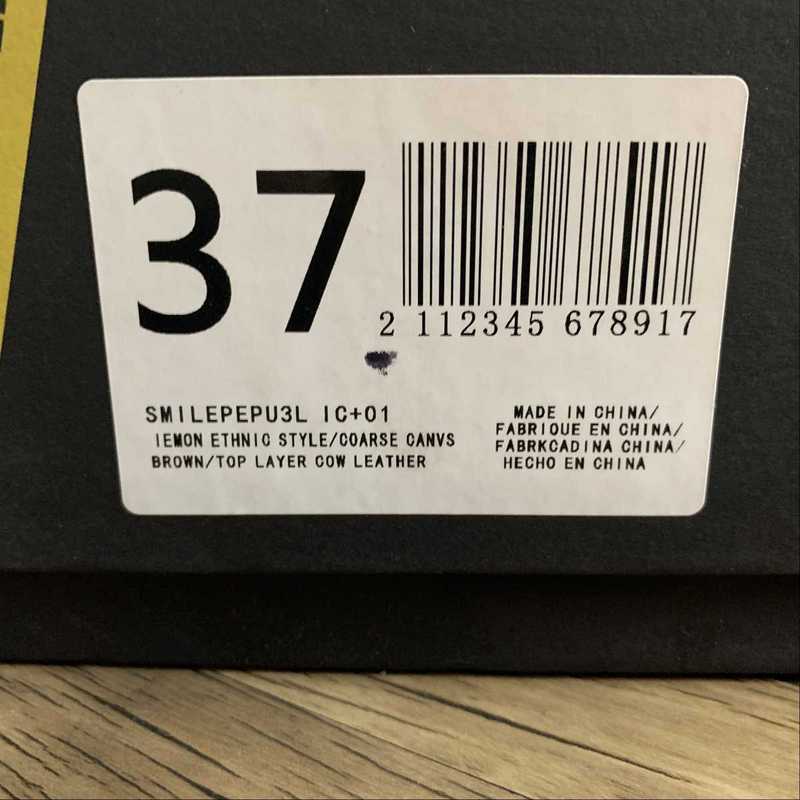 37
2 112345 678917
SMILEPEPU3L IC+01
IEMON ETHNIC STYLE/COARSE CANVS
BROWN/TOP LAYER COW LEATHER
MADE IN CHINA/
FABRIQUE EN CHINA/
FABRKCADINA CHINA/
HECHO EN CHINA